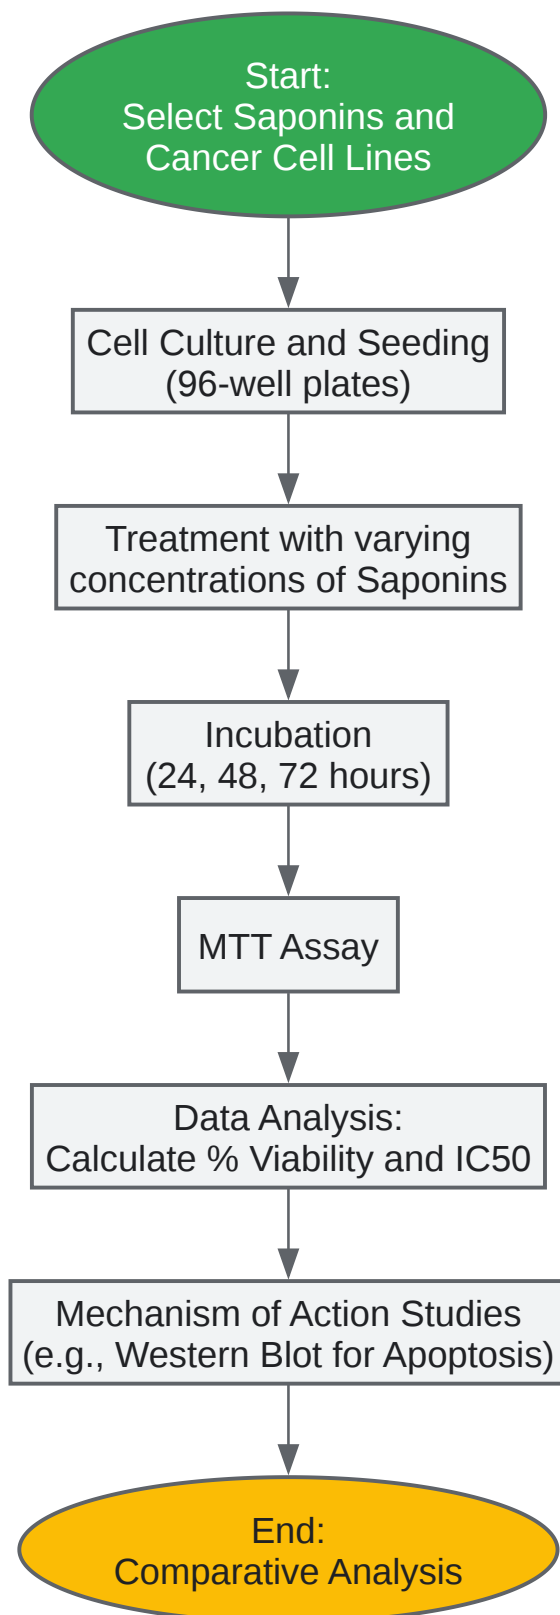 Start:
Select Saponins and
Cancer Cell Lines
Cell Culture and Seeding
(96-well plates)
Treatment with varying
concentrations of Saponins
Incubation
(24, 48, 72 hours)
MTT Assay
Data Analysis:
Calculate % Viability and IC50
Mechanism of Action Studies
(e.g., Western Blot for Apoptosis)
End:
Comparative Analysis